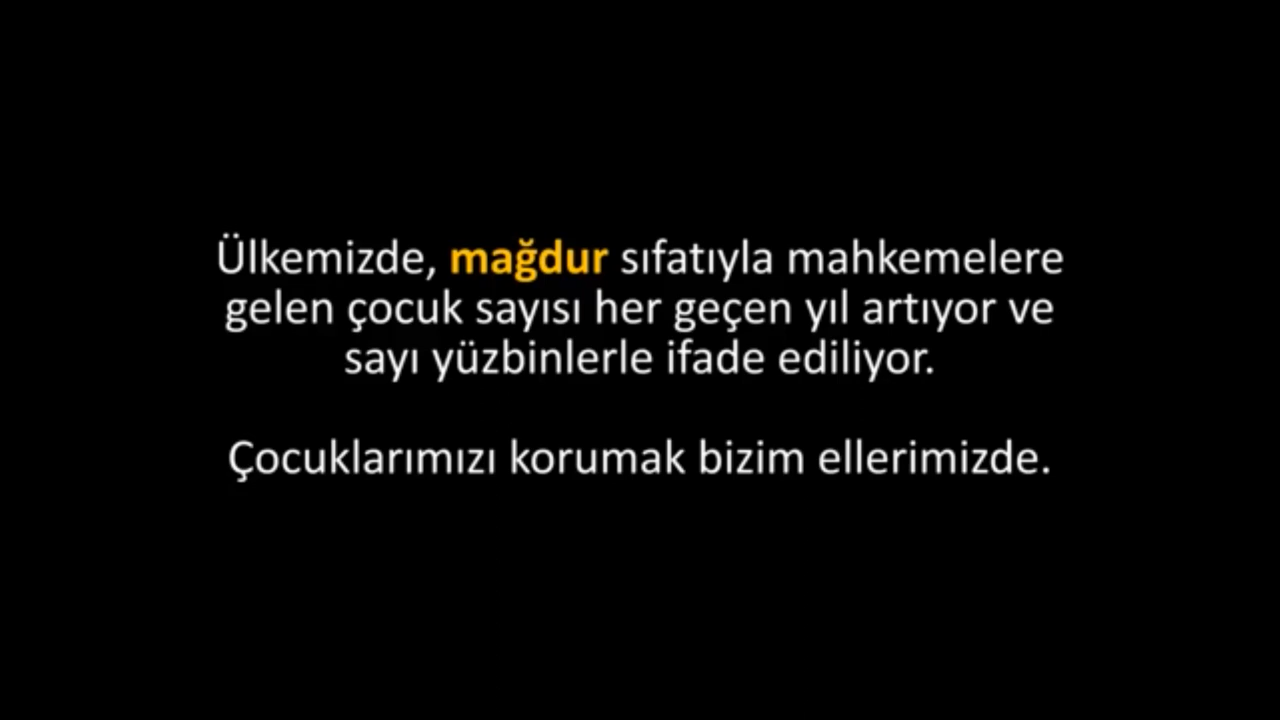 Ülkemizde, mağdur sıfatıyla mahkemelere
gelen çocuk sayısı her geçen yıl artıyor ve
sayı yüzbinlerle ifade ediliyor.
Çocuklarımızı korumak bizim ellerimizde.